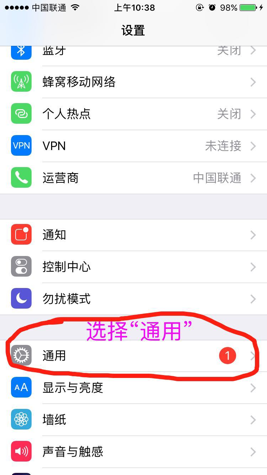 中国联通 上午10:38 98%
设置
蓝牙 关闭
蜂窝移动网络
个人热点 关闭
VPN VPN 未连接
运营商 中国联通
通知
控制中心
勿扰模式
选择“通用”
通用 1
AA 显示与亮度
墙纸
声音与触感